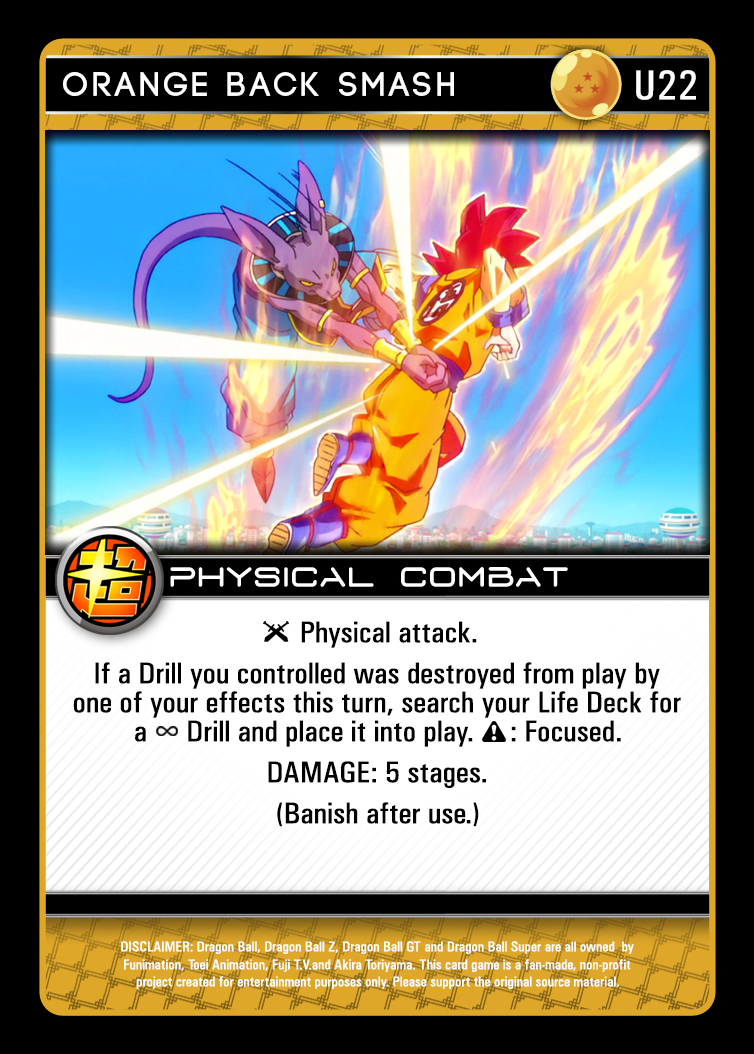 ORANGE BACK SMASH
U22
PHYSICAL COMBAT
Physical attack.
If a Drill you controlled was destroyed from play by
one of your effects this turn, search your Life Deck for
a ∞ Drill and place it into play. ⚠: Focused.
DAMAGE: 5 stages.
(Banish after use.)
DISCLAIMER: Dragon Ball, Dragon Ball Z, Dragon Ball GT and Dragon Ball Super are all owned by
Funimation, Toei Animation, Fuji T.V.and Akira Toriyama. This card game is a fan-made, non-profit
project created for entertainment purposes only. Please support the original source material.